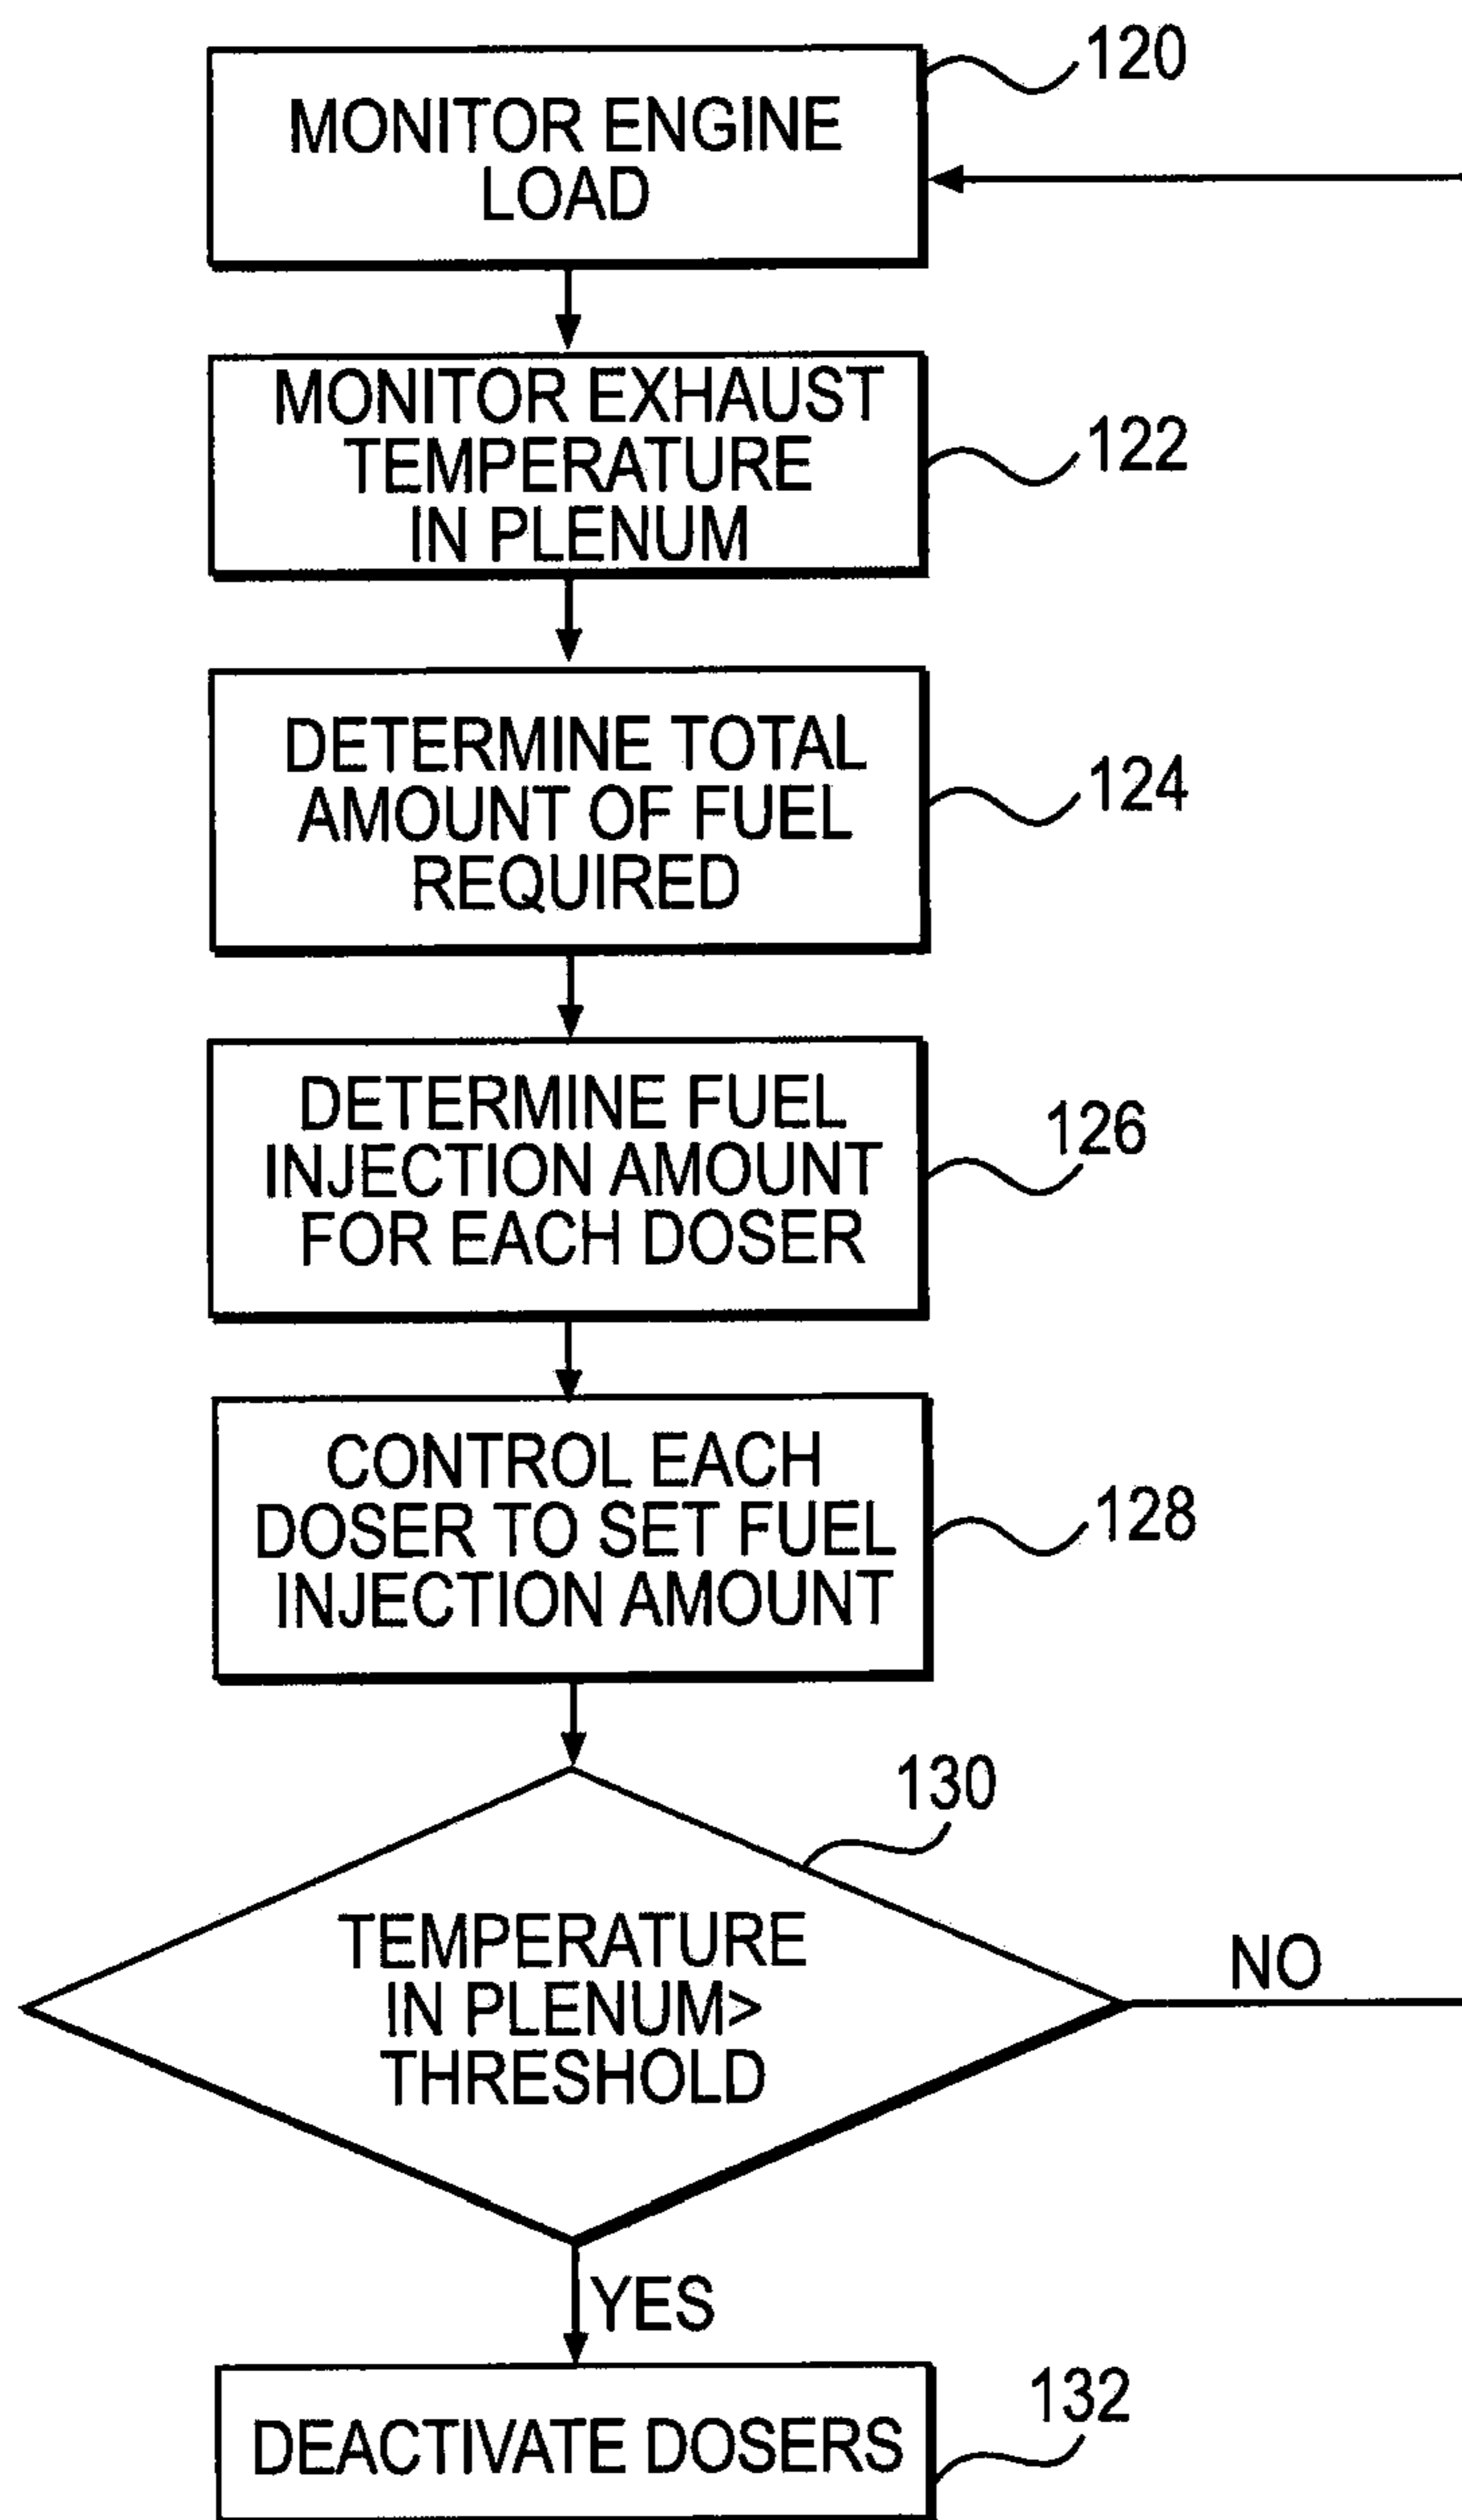 120
MONITOR ENGINE
LOAD
MONITOR EXHAUST
TEMPERATURE
IN PLENUM
122
DETERMINE TOTAL
AMOUNT OF FUEL
REQUIRED
124
DETERMINE FUEL
INJECTION AMOUNT
FOR EACH DOSER
126
CONTROL EACH
DOSER TO SET FUEL
INJECTION AMOUNT
128
130
TEMPERATURE
IN PLENUM>
THRESHOLD
NO
YES
132
DEACTIVATE DOSERS